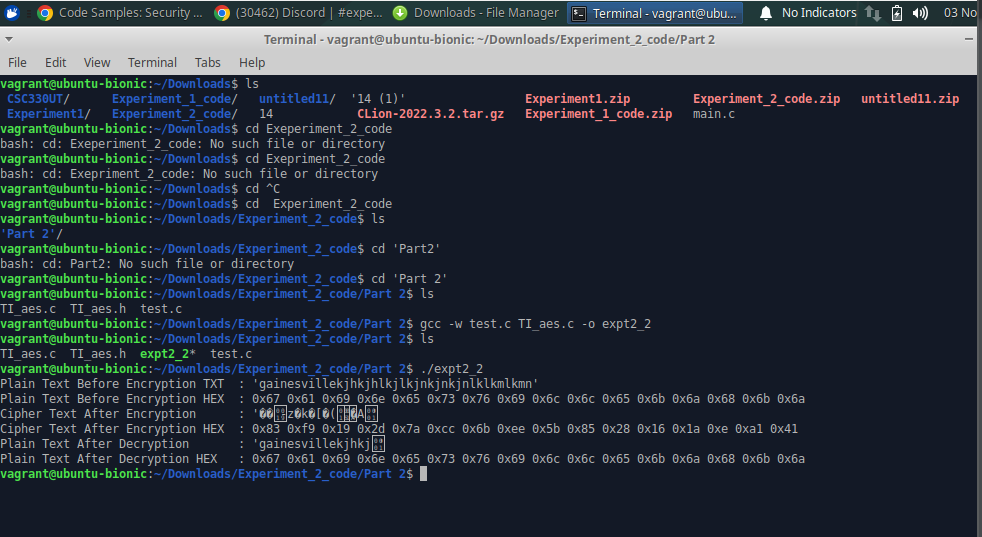 Code Samples: Security ...
(30462) Discord | #expe...
Downloads - File Manager
Terminal - vagrant@ubu...
No Indicators
03 No
Terminal - vagrant@ubuntu-bionic: ~/Downloads/Experiment_2_code/Part 2
File Edit View Terminal Tabs Help
vagrant@ubuntu-bionic:~/Downloads$ ls
CSC330UT/ Experiment_1_code/ untitled11/ '14 (1)' Experiment1.zip Experiment_2_code.zip untitled11.zip
Experiment1/ Experiment_2_code/ 14 CLion-2022.3.2.tar.gz Experiment_1_code.zip main.c
vagrant@ubuntu-bionic:~/Downloads$ cd Exeperiment_2_code
bash: cd: Exeperiment_2_code: No such file or directory
vagrant@ubuntu-bionic:~/Downloads$ cd Exepriment_2_code
bash: cd: Exepriment_2_code: No such file or directory
vagrant@ubuntu-bionic:~/Downloads$ cd ^C
vagrant@ubuntu-bionic:~/Downloads$ cd  Experiment_2_code
vagrant@ubuntu-bionic:~/Downloads/Experiment_2_code$ ls
'Part 2'/
vagrant@ubuntu-bionic:~/Downloads/Experiment_2_code$ cd 'Part2'
bash: cd: Part2: No such file or directory
vagrant@ubuntu-bionic:~/Downloads/Experiment_2_code$ cd 'Part 2'
vagrant@ubuntu-bionic:~/Downloads/Experiment_2_code/Part 2$ ls
TI_aes.c TI_aes.h test.c
vagrant@ubuntu-bionic:~/Downloads/Experiment_2_code/Part 2$ gcc -w test.c TI_aes.c -o expt2_2
vagrant@ubuntu-bionic:~/Downloads/Experiment_2_code/Part 2$ ls
TI_aes.c TI_aes.h expt2_2* test.c
vagrant@ubuntu-bionic:~/Downloads/Experiment_2_code/Part 2$ ./expt2_2
Plain Text Before Encryption TXT : 'gainesvillekjhkjhlkjlkjnkjnkjnlklkmlkmn'
Plain Text Before Encryption HEX : 0x67 0x61 0x69 0x6e 0x65 0x73 0x76 0x69 0x6c 0x6c 0x65 0x6b 0x6a 0x68 0x6b 0x6a
Cipher Text After Encryption : '��z�k�[�(�A
Cipher Text After Encryption HEX : 0x83 0xf9 0x19 0x2d 0x7a 0xcc 0x6b 0xee 0x5b 0x85 0x28 0x16 0x1a 0xe 0xa1 0x41
Plain Text After Decryption : 'gainesvillekjhkj
Plain Text After Decryption HEX : 0x67 0x61 0x69 0x6e 0x65 0x73 0x76 0x69 0x6c 0x6c 0x65 0x6b 0x6a 0x68 0x6b 0x6a
vagrant@ubuntu-bionic:~/Downloads/Experiment_2_code/Part 2$